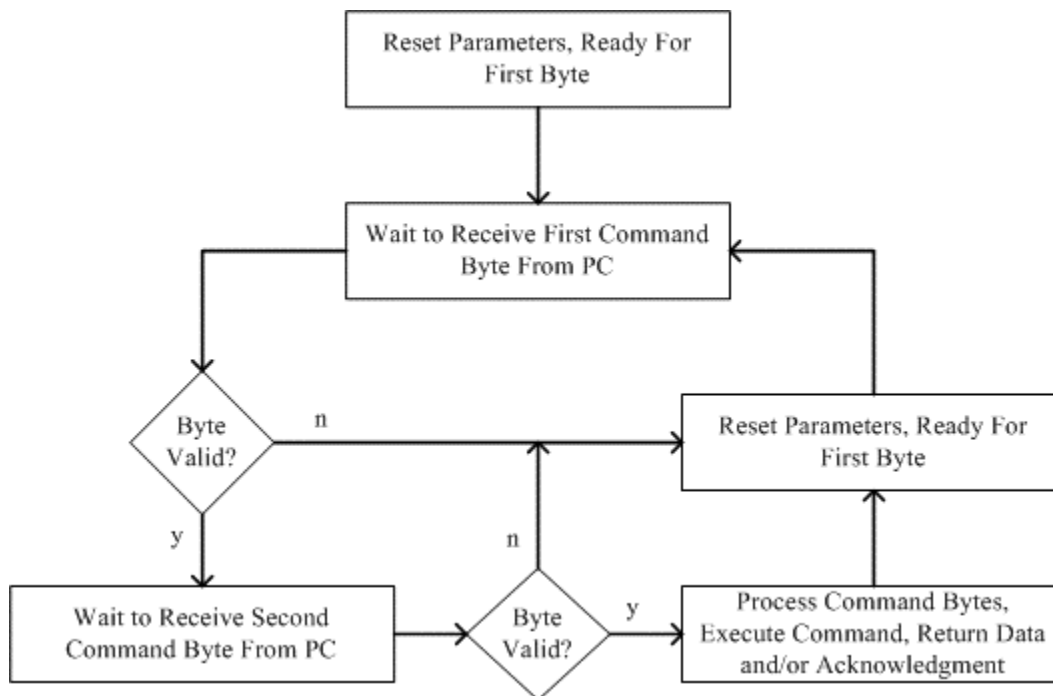 Reset Parameters, Ready For
First Byte
Wait to Receive First Command
Byte From PC
Byte
Valid?
n
Reset Parameters, Ready For
First Byte
y
n
Wait to Receive Second
Command Byte From PC
Byte
Valid?
y
Process Command Bytes,
Execute Command, Return Data
and/or Acknowledgment